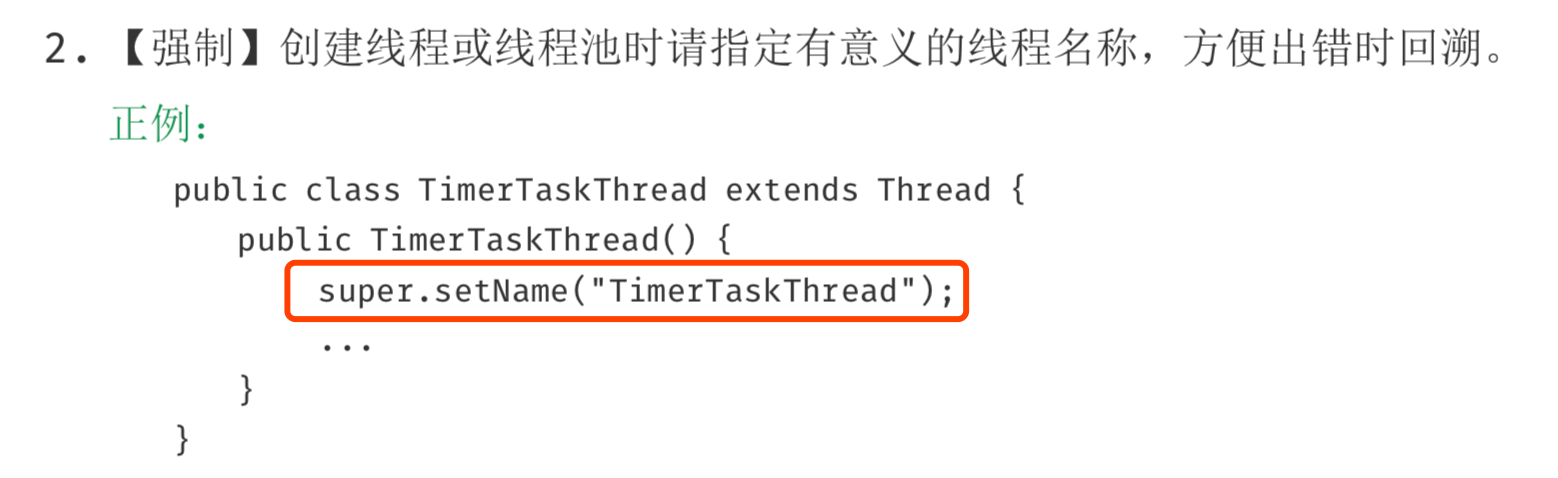 2. 【强制】创建线程或线程池时请指定有意义的线程名称，方便出错时回溯。
正例：
public class TimerTaskThread extends Thread {
public TimerTaskThread() {
super.setName("TimerTaskThread");
...
}
}